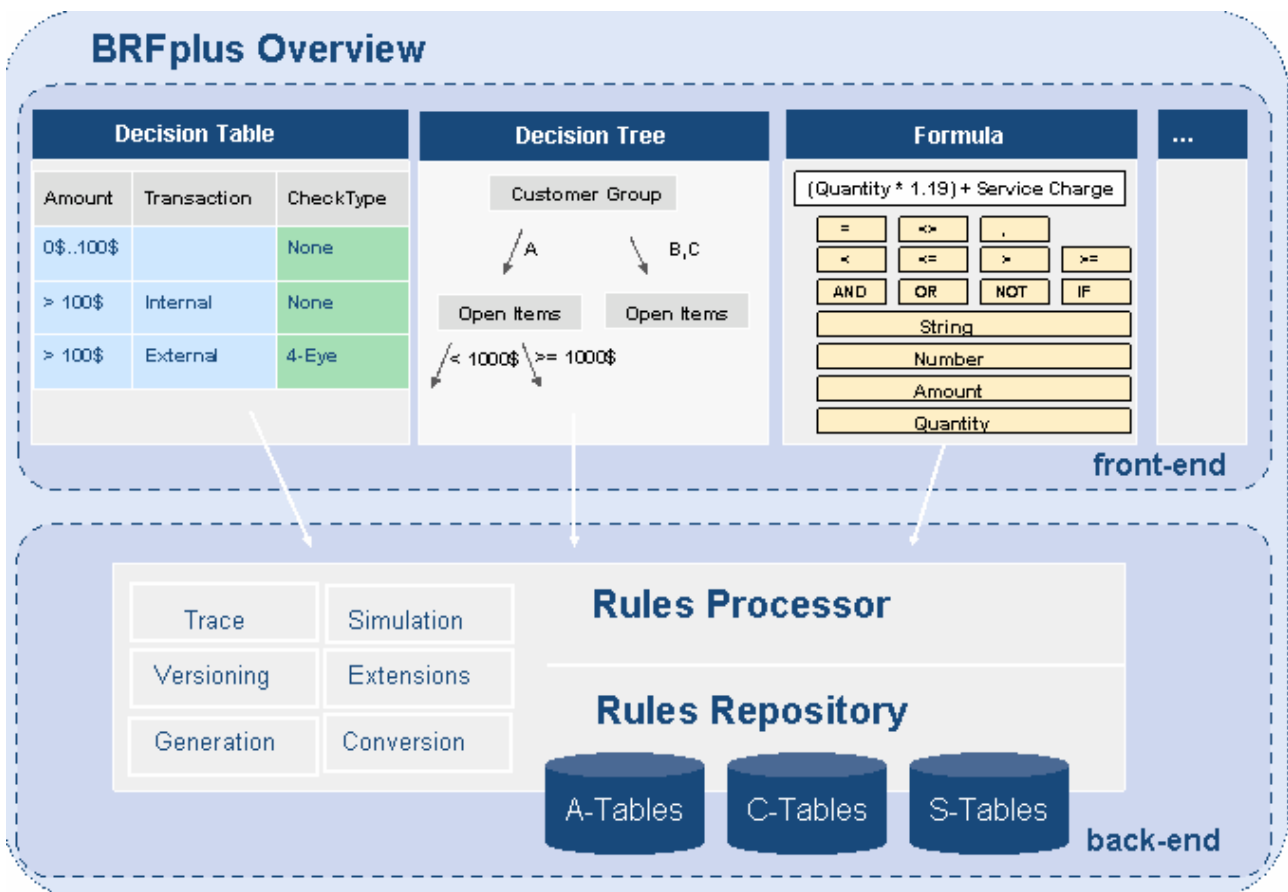 BRFplus Overview
Decision Table
Amount Transaction CheckType
0$..100$ None
> 100$ Internal None
> 100$ External 4-Eye
Decision Tree
Customer Group
A B,C
Open Items Open Items
< 1000$ >= 1000$
Formula
(Quantity * 1.19) + Service Charge
= <> ,
< <= > >=
AND OR NOT IF
String
Number
Amount
Quantity
...
front-end
Trace Simulation
Versioning Extensions
Generation Conversion
Rules Processor
Rules Repository
A-Tables C-Tables S-Tables
back-end